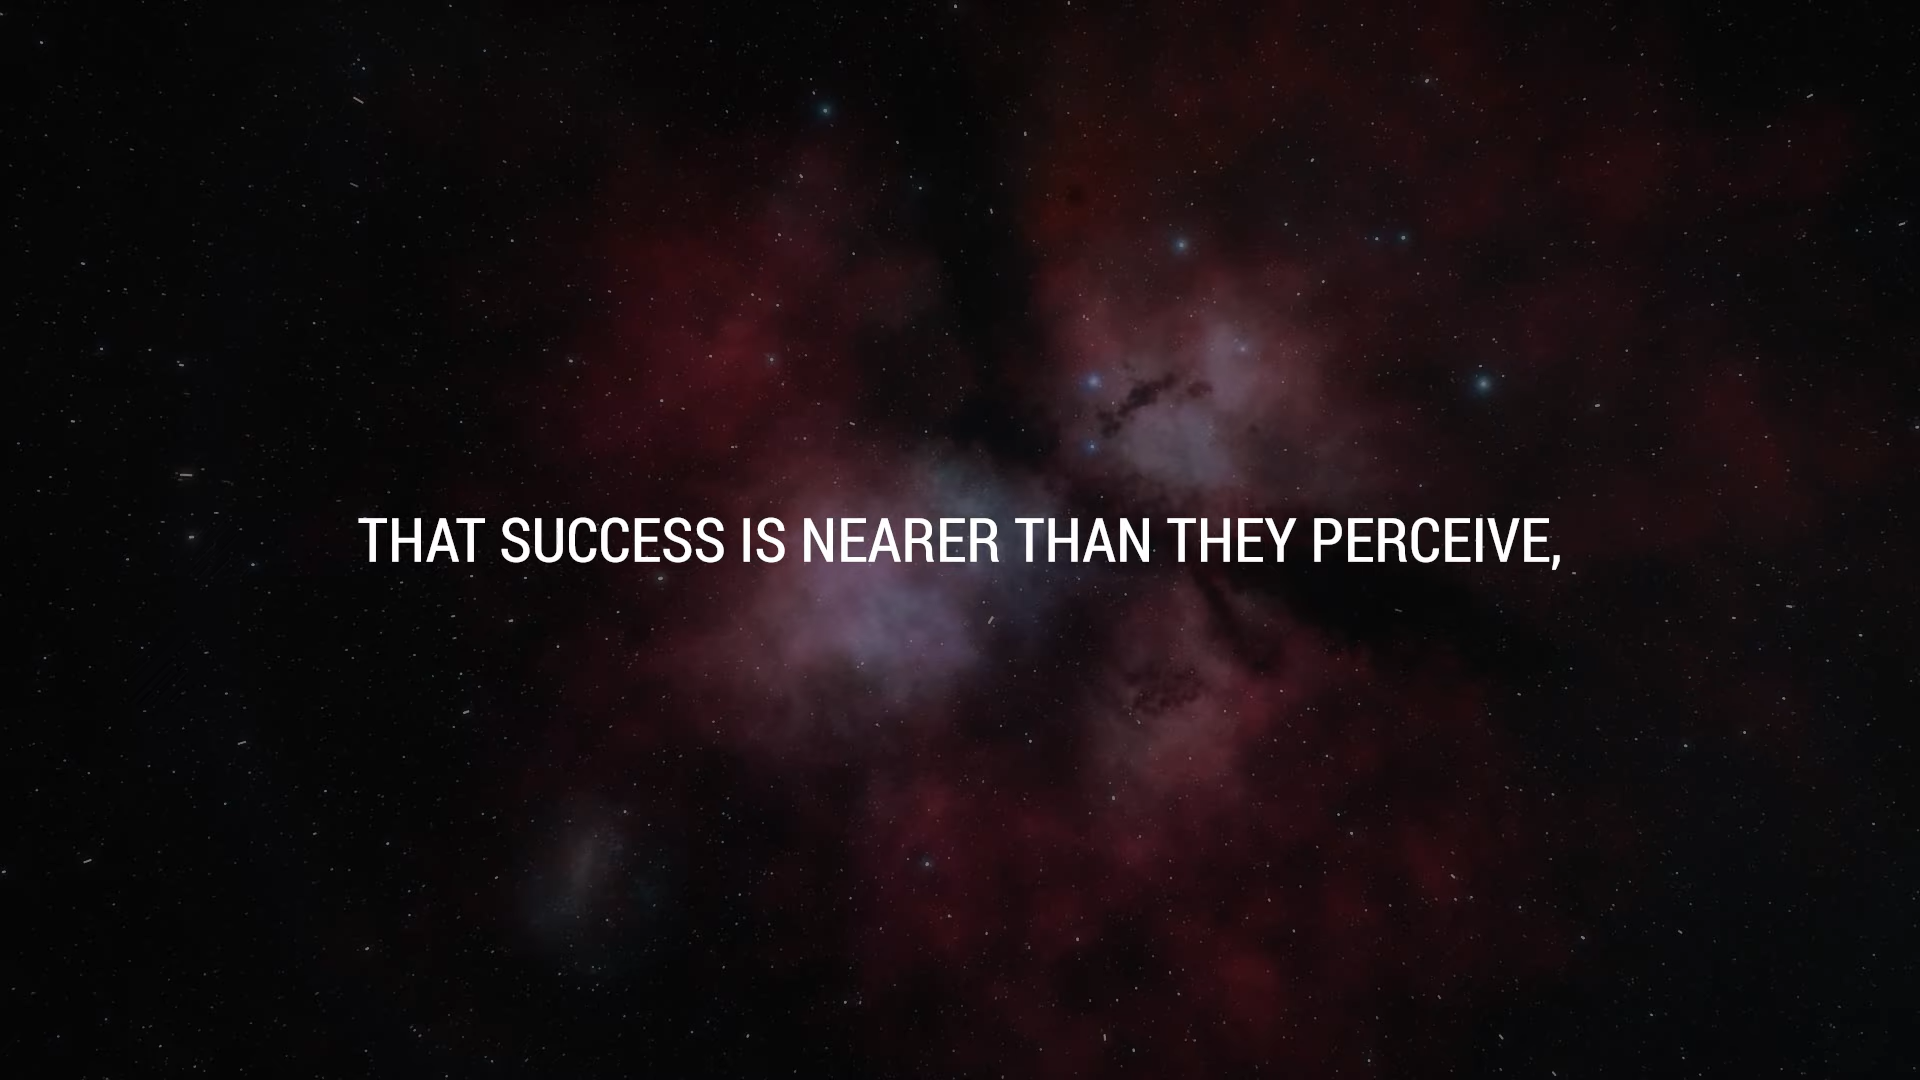 THAT SUCCESS IS NEARER THAN THEY PERCEIVE,